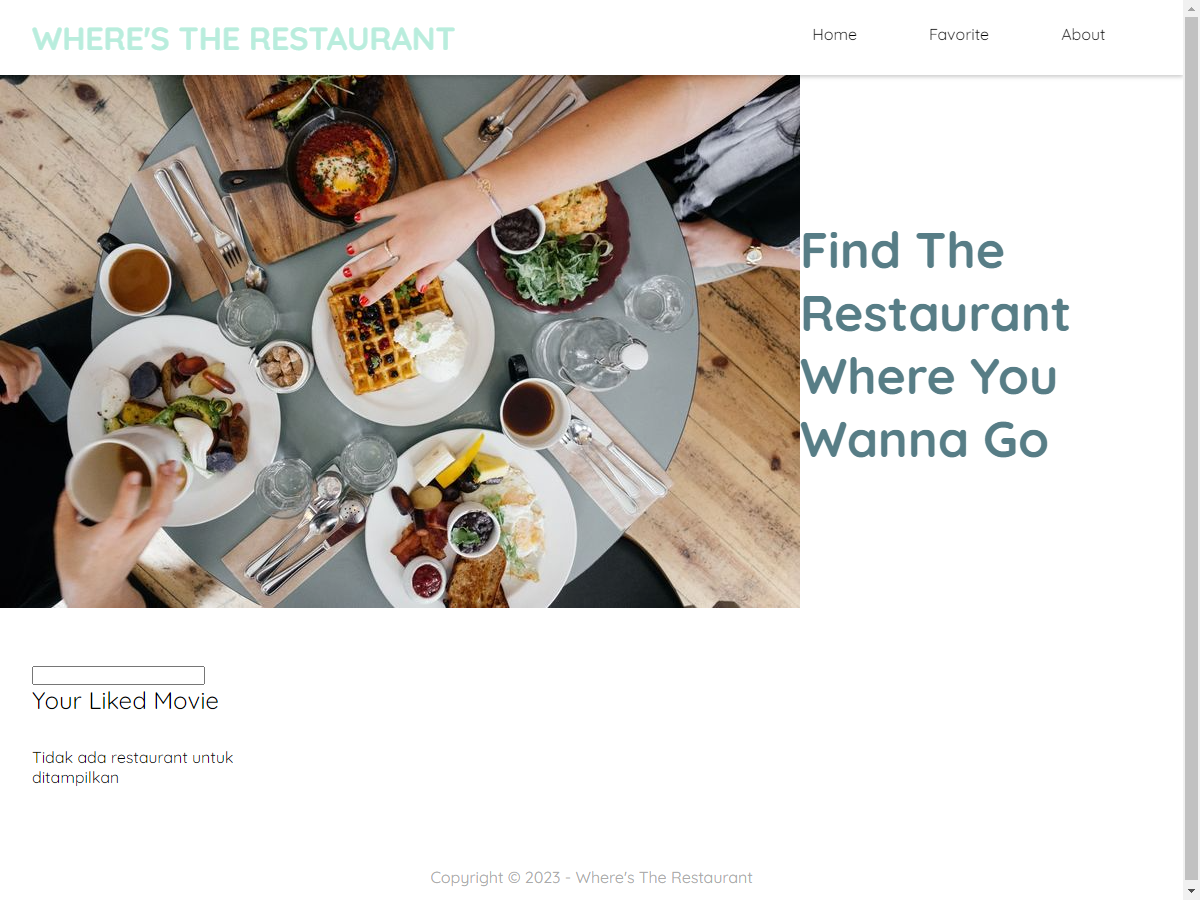 WHERE'S THE RESTAURANT
Home
Favorite
About
Find The
Restaurant
Where You
Wanna Go
Your Liked Movie
Tidak ada restaurant untuk
ditampilkan
Copyright © 2023 - Where's The Restaurant